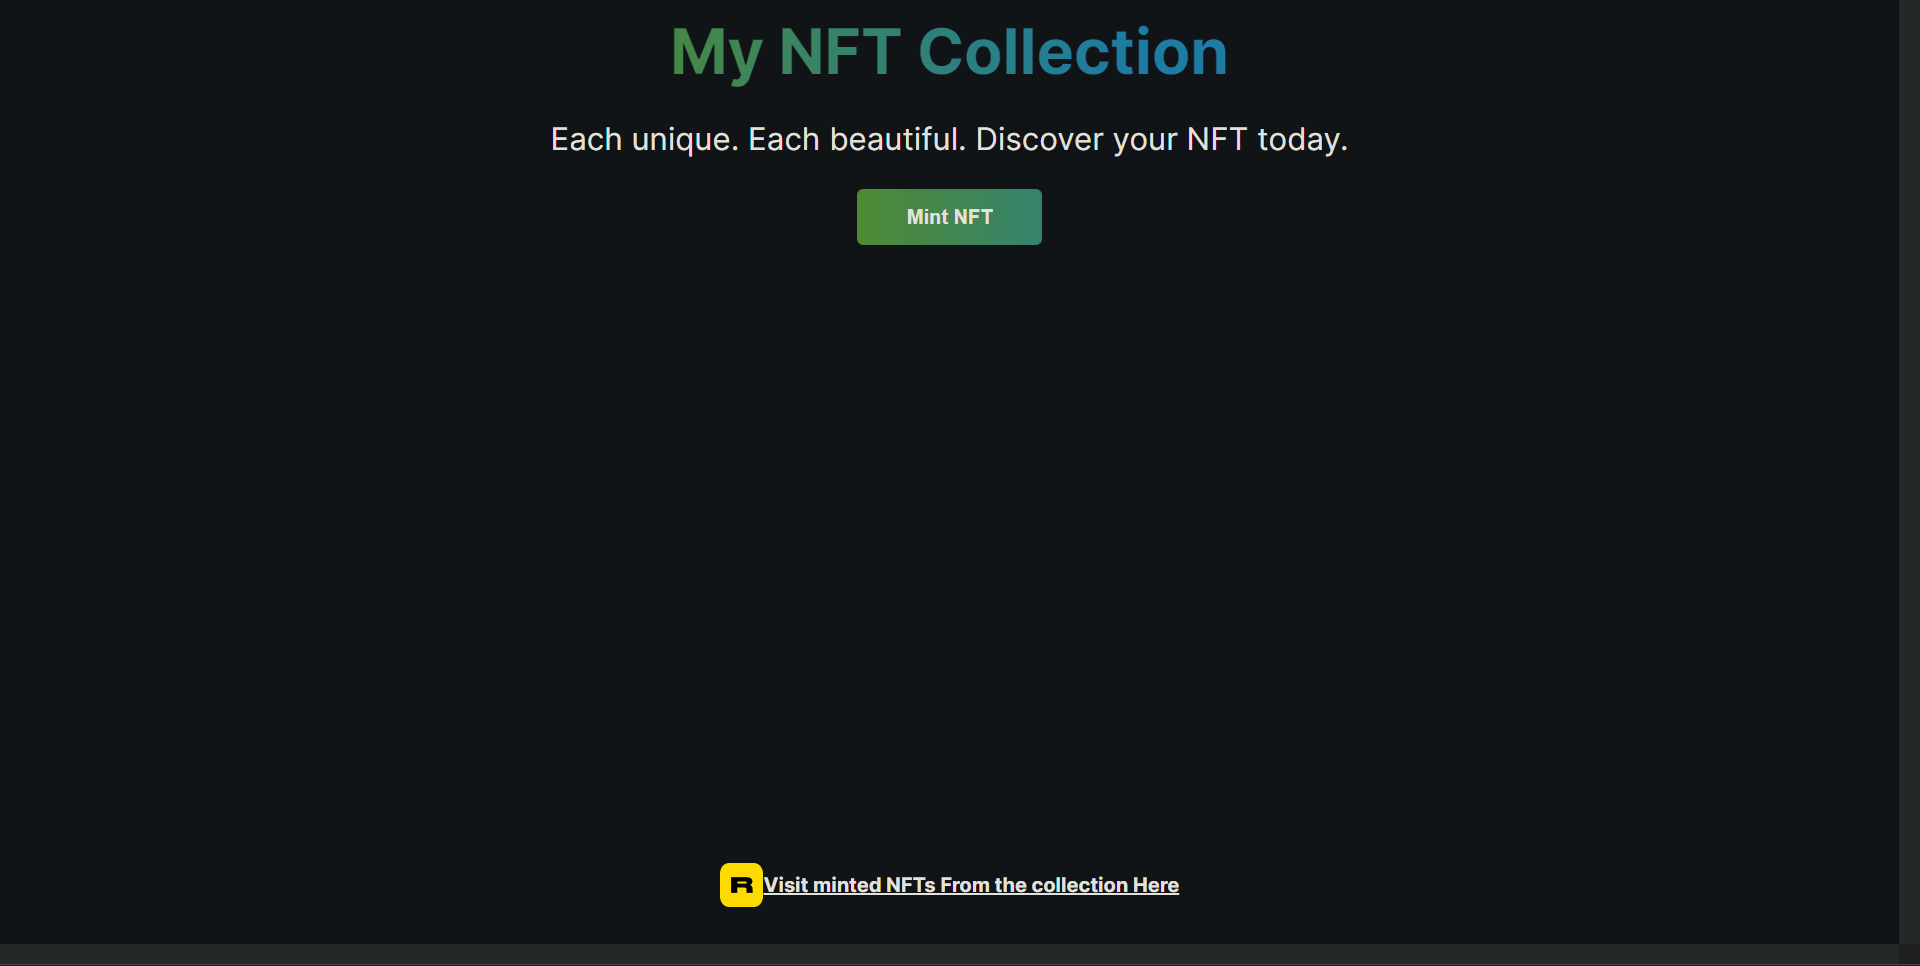 My NFT Collection
Each unique. Each beautiful. Discover your NFT today.
Mint NFT
R Visit minted NFTs From the collection Here